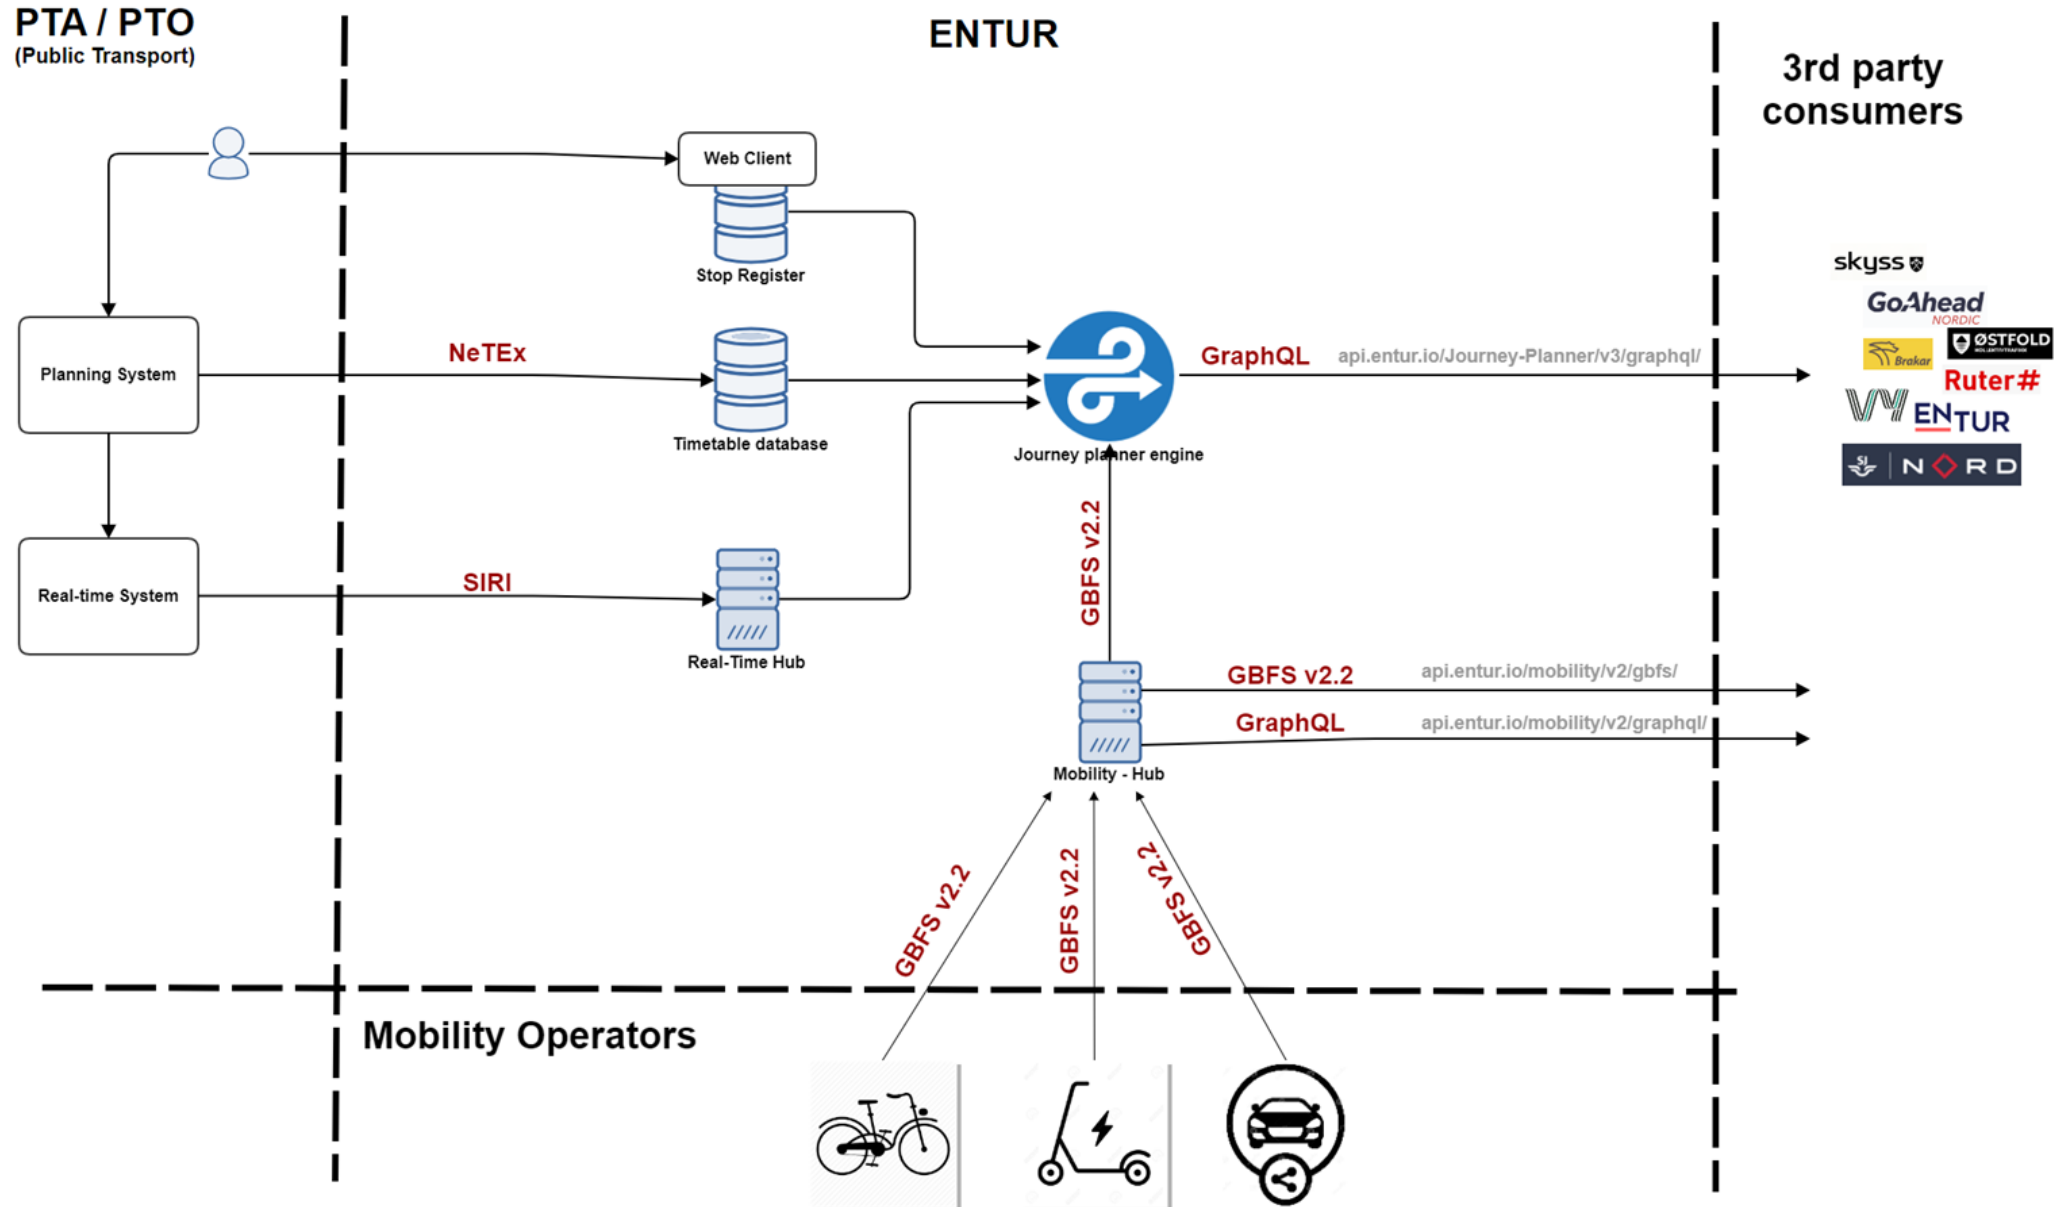 PTA / PTO
(Public Transport)
ENTUR
3rd party
consumers
Web Client
Stop Register
skyss
GoAhead
NORDIC
ØSTFOLD
Brakar
Ruter#
VY
ENTUR
SJ
NORD
Planning System
NeTEx
Timetable database
GraphQL
api.entur.io/Journey-Planner/v3/graphql/
Journey planner engine
GBFS v2.2
Real-time System
SIRI
Real-Time Hub
GBFS v2.2
api.entur.io/mobility/v2/gbfs/
GraphQL
api.entur.io/mobility/v2/graphql/
Mobility - Hub
GBFS v2.2
GBFS v2.2
GBFS v2.2
Mobility Operators